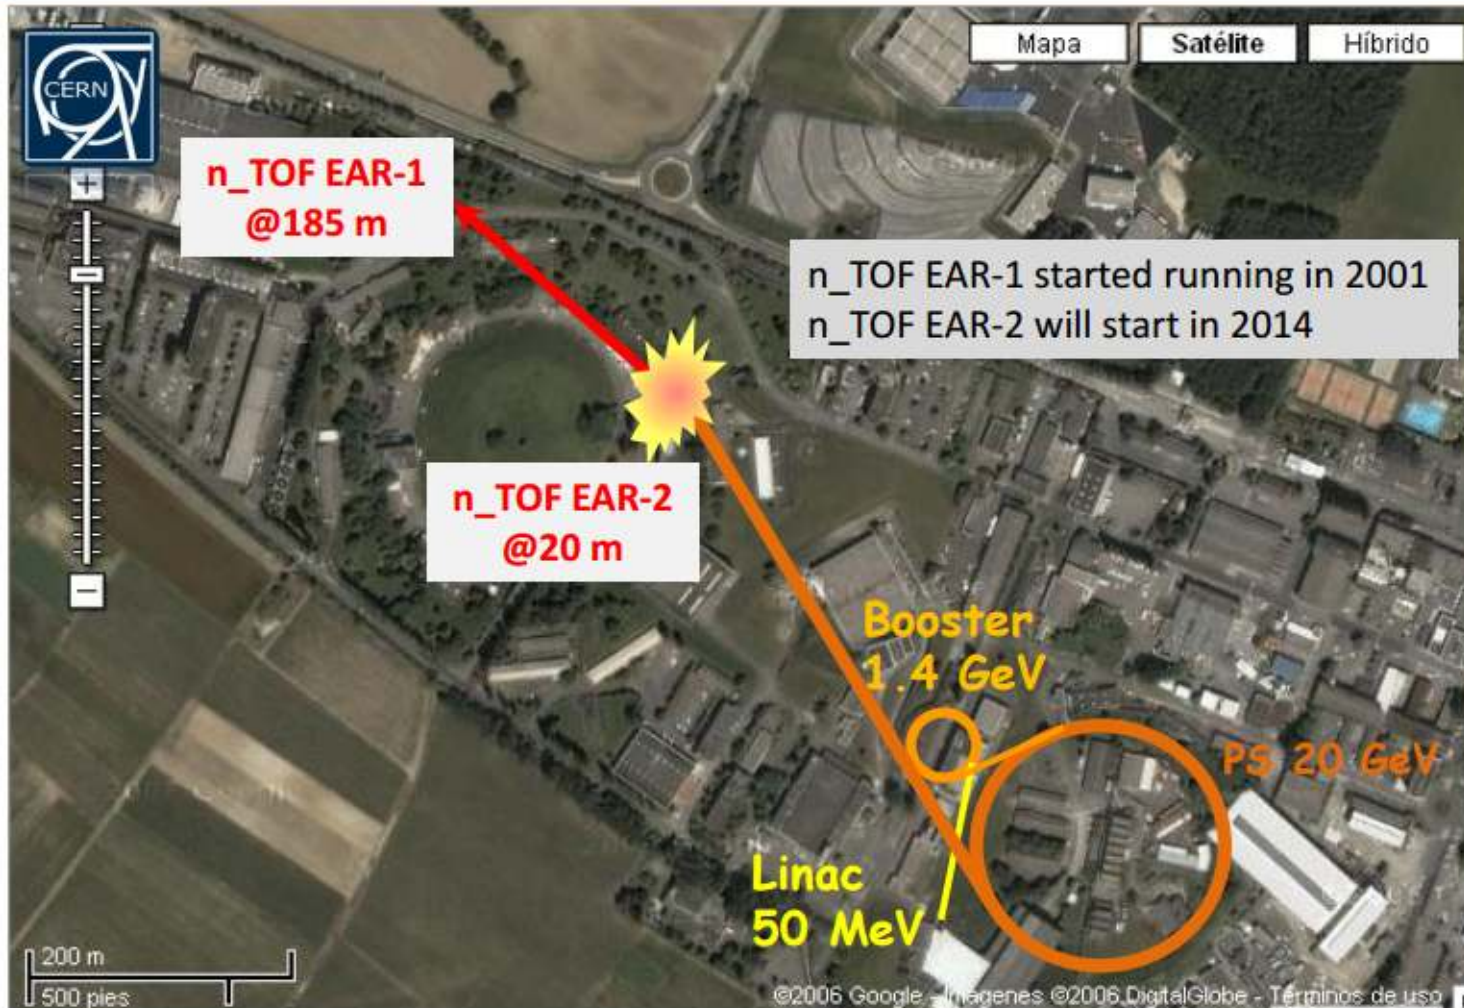 CERN
Mapa
Satélite
Híbrido
n_TOF EAR-1
@185 m
n_TOF EAR-1 started running in 2001
n_TOF EAR-2 will start in 2014
n_TOF EAR-2
@20 m
Booster
1.4 GeV
PS 20 GeV
Linac
50 MeV
200 m
500 pies
©2006 Google - Imágenes ©2006 DigitalGlobe - Términos de uso